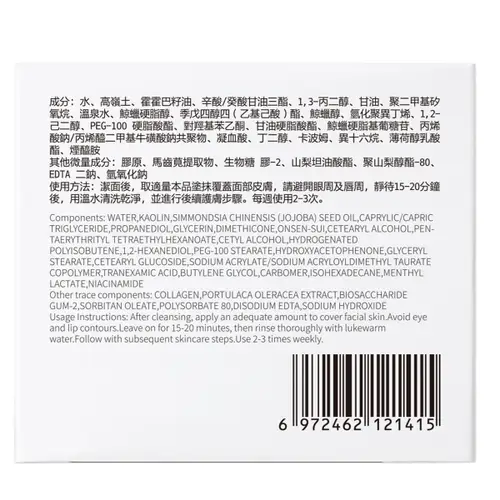 成分：水、高嶺土、霍霍巴籽油、辛酸/癸酸甘油三酯、1,3-丙二醇、甘油、聚二甲基矽
氧烷、溫泉水、鯨蠟硬脂醇、季戊四醇四（乙基己酸）酯、鯨蠟醇、氫化聚異丁烯、1,2-
己二醇、PEG-100 硬脂酸酯、對羥基苯乙酮、甘油硬脂酸酯、鯨蠟硬脂基葡糖苷、丙烯
酸鈉/丙烯醯二甲基牛磺酸鈉共聚物、凝血酸、丁二醇、卡波姆、異十六烷、薄荷醇乳酸
酯、煙醯胺
其他微量成分：膠原、馬齒莧提取物、生物糖 膠-2、山梨坦油酸酯、聚山梨醇酯-80、
EDTA 二鈉、氫氧化鈉
使用方法：潔面後、取適量本品塗抹覆蓋面部皮膚，請避開眼周及唇周，靜待15-20分鐘
後，用溫水清洗乾淨，並進行後續護膚步驟。每週使用2-3次。
Components: WATER,KAOLIN,SIMMONDSIA CHINENSIS (JOJOBA) SEED OIL,CAPRYLIC/CAPRIC
TRIGLYCERIDE,PROPANEDIOL,GLYCERIN,DIMETHICONE,ONSEN-SUI,CETEARYL ALCOHOL,PEN-
TAERYTHRITYL TETRAETHYLHEXANOATE,CETYL ALCOHOL,HYDROGENATED
POLYISOBUTENE,1,2-HEXANEDIOL,PEG-100 STEARATE,HYDROXYACETOPHENONE,GLYCERYL
STEARATE,CETEARYL GLUCOSIDE,SODIUM ACRYLATE/SODIUM ACRYLOYLDIMETHYL TAURATE
COPOLYMER,TRANEXAMIC ACID,BUTYLENE GLYCOL,CARBOMER,ISOHEXADECANE,MENTHYL
LACTATE,NIACINAMIDE
Other trace components: COLLAGEN,PORTULACA OLERACEA EXTRACT,BIOSACCHARIDE
GUM-2,SORBITAN OLEATE,POLYSORBATE 80,DISODIUM EDTA,SODIUM HYDROXIDE
Usage Instructions: After cleansing, apply an adequate amount to cover facial skin.Avoid eye
and lip contours.Leave on for 15-20 minutes, then rinse thoroughly with lukewarm
water.Follow with subsequent skincare steps.Use 2-3 times weekly.
6 972462 121415